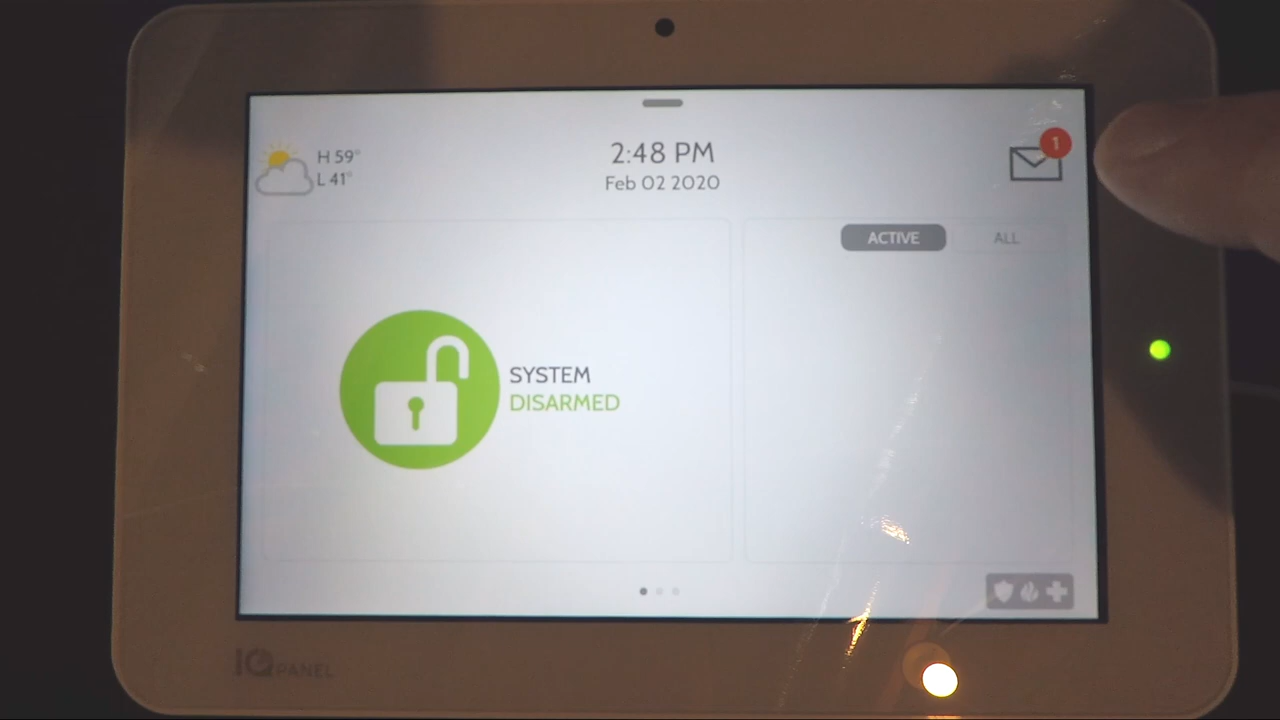 H 59°
L 41°
2:48 PM
Feb 02 2020
1
ACTIVE
ALL
SYSTEM
DISARMED
IQ PANEL